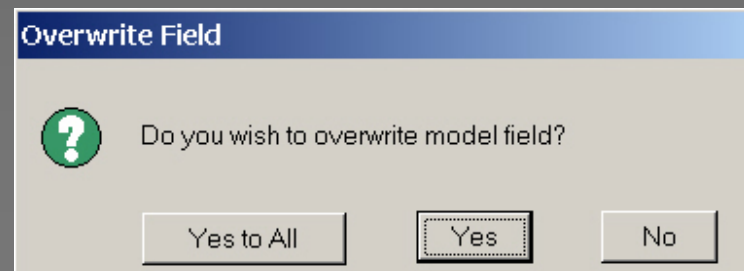 Overwrite Field
Do you wish to overwrite model field?
Yes to All Yes No